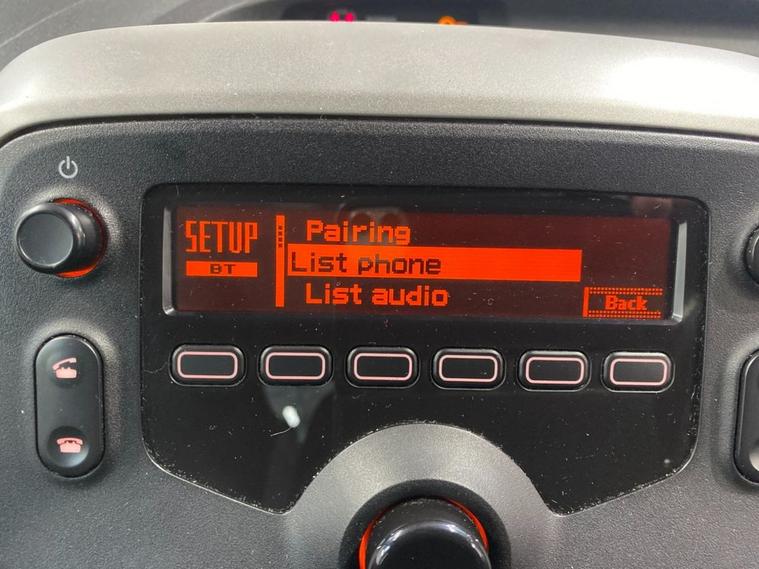 SETUP
BT
Pairing
List phone
List audio
Back